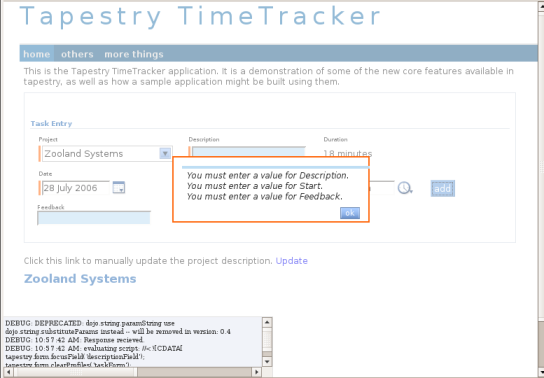 Tapestry TimeTracker
home others more things
This is the Tapestry TimeTracker application. It is a demonstration of some of the new core features available in
tapestry, as well as how a sample application might be built using them.
Task Entry
Project Description Duration
Zooland Systems 18 minutes
You must enter a value for Description.
You must enter a value for Start.
You must enter a value for Feedback.
ok
Date
28 July 2006 add
Feedback
Click this link to manually update the project description. Update
Zooland Systems
DEBUG: DEPRECATED: dojo.string.paramString use
dojo.string.substituteParams instead -- will be removed in version: 0.4
DEBUG: 10:57:42 AM: Response recieved.
DEBUG: 10:57:42 AM: evaluating script: //<![CDATA[
tapestry.form.focusField('descriptionField');
tapestry.form.clearProfiles('taskForm')